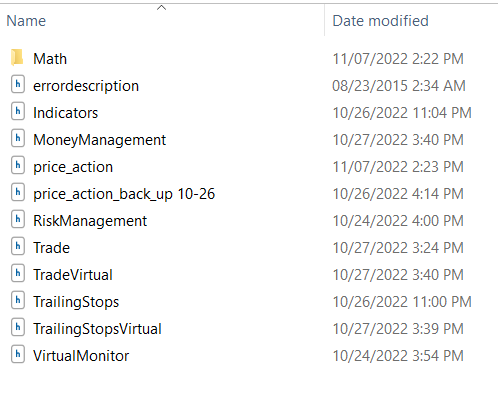 Name Date modified
Math 11/07/2022 2:22 PM
errordescription 08/23/2015 2:34 AM
Indicators 10/26/2022 11:04 PM
MoneyManagement 10/27/2022 3:40 PM
price_action 11/07/2022 2:23 PM
price_action_back_up 10-26 10/26/2022 4:14 PM
RiskManagement 10/24/2022 4:00 PM
Trade 10/27/2022 3:24 PM
TradeVirtual 10/27/2022 3:40 PM
TrailingStops 10/26/2022 11:00 PM
TrailingStopsVirtual 10/27/2022 3:39 PM
VirtualMonitor 10/24/2022 3:54 PM